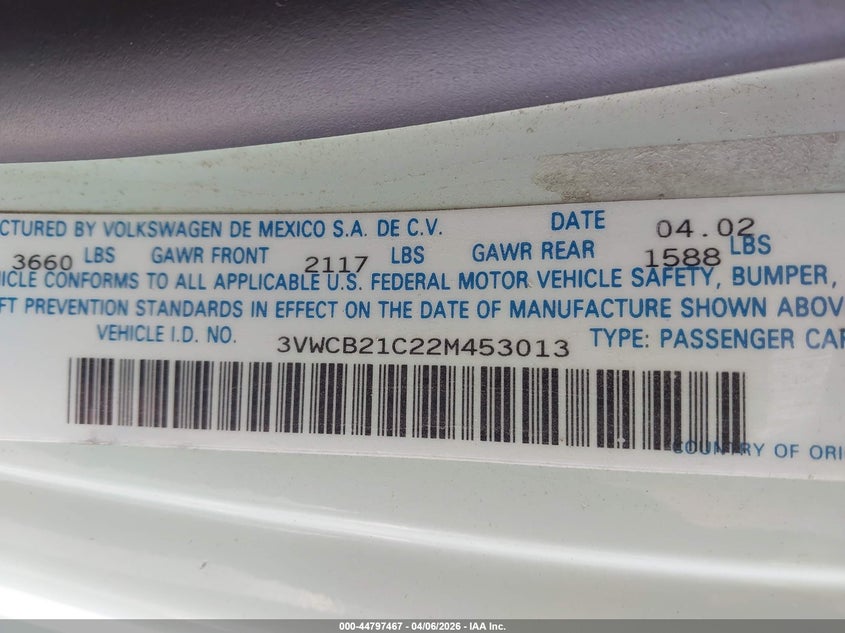 CTURED BY VOLKSWAGEN DE MEXICO S.A. DE C.V. DATE 04.02
3660 LBS GAWR FRONT 2117 LBS GAWR REAR 1588 LBS
HICLE CONFORMS TO ALL APPLICABLE U.S. FEDERAL MOTOR VEHICLE SAFETY, BUMPER,
FT PREVENTION STANDARDS IN EFFECT ON THE DATE OF MANUFACTURE SHOWN ABOV
VEHICLE I.D. NO. 3VWCB21C22M453013 TYPE: PASSENGER CAR
COUNTRY OF ORI
000-44797467 - 04/06/2026 - IAA Inc.